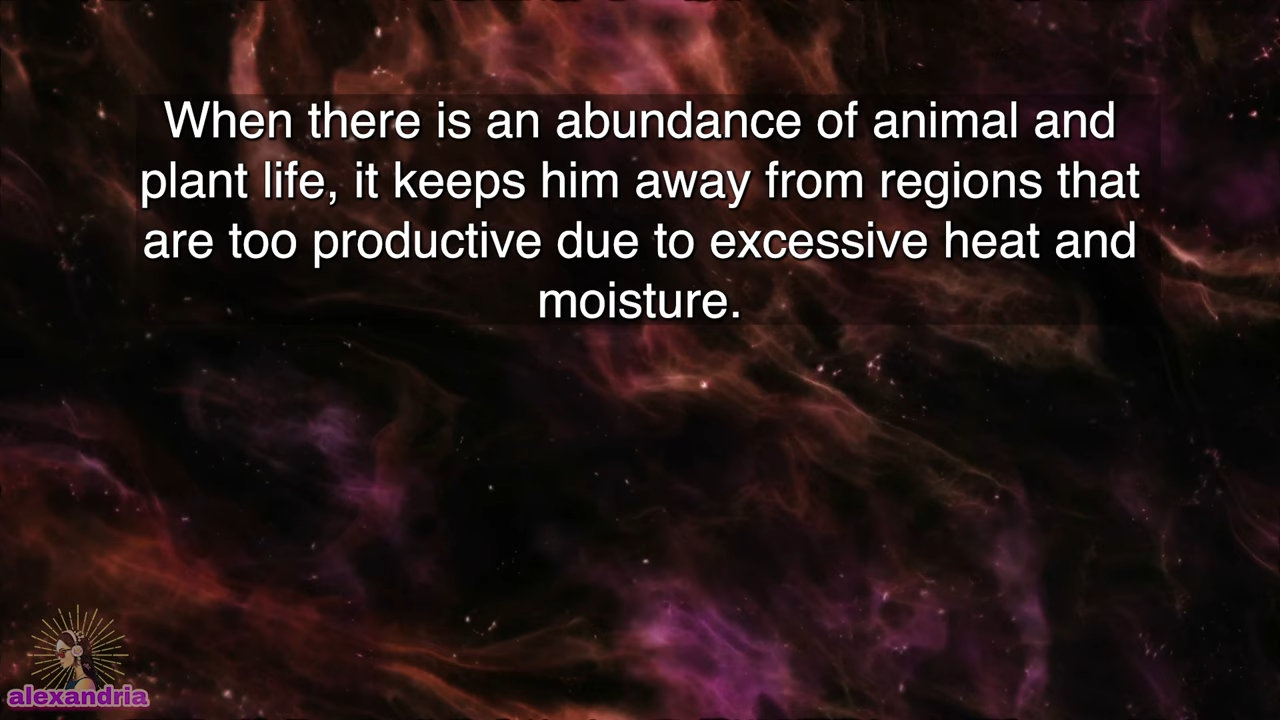 When there is an abundance of animal and
plant life, it keeps him away from regions that
are too productive due to excessive heat and
moisture.
alexandria